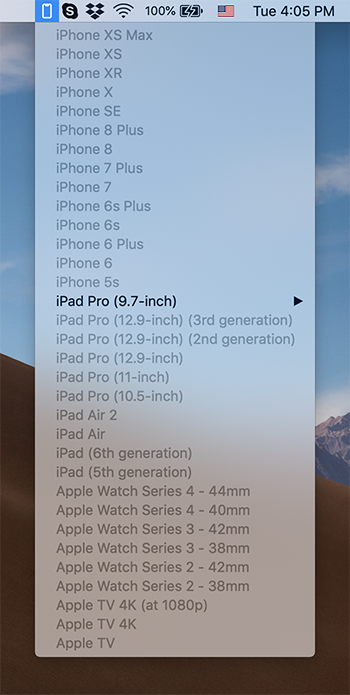 100% Tue 4:05 PM
iPhone XS Max
iPhone XS
iPhone XR
iPhone X
iPhone SE
iPhone 8 Plus
iPhone 8
iPhone 7 Plus
iPhone 7
iPhone 6s Plus
iPhone 6s
iPhone 6 Plus
iPhone 6
iPhone 5s
iPad Pro (9.7-inch)
iPad Pro (12.9-inch) (3rd generation)
iPad Pro (12.9-inch) (2nd generation)
iPad Pro (12.9-inch)
iPad Pro (11-inch)
iPad Pro (10.5-inch)
iPad Air 2
iPad Air
iPad (6th generation)
iPad (5th generation)
Apple Watch Series 4 - 44mm
Apple Watch Series 4 - 40mm
Apple Watch Series 3 - 42mm
Apple Watch Series 3 - 38mm
Apple Watch Series 2 - 42mm
Apple Watch Series 2 - 38mm
Apple TV 4K (at 1080p)
Apple TV 4K
Apple TV